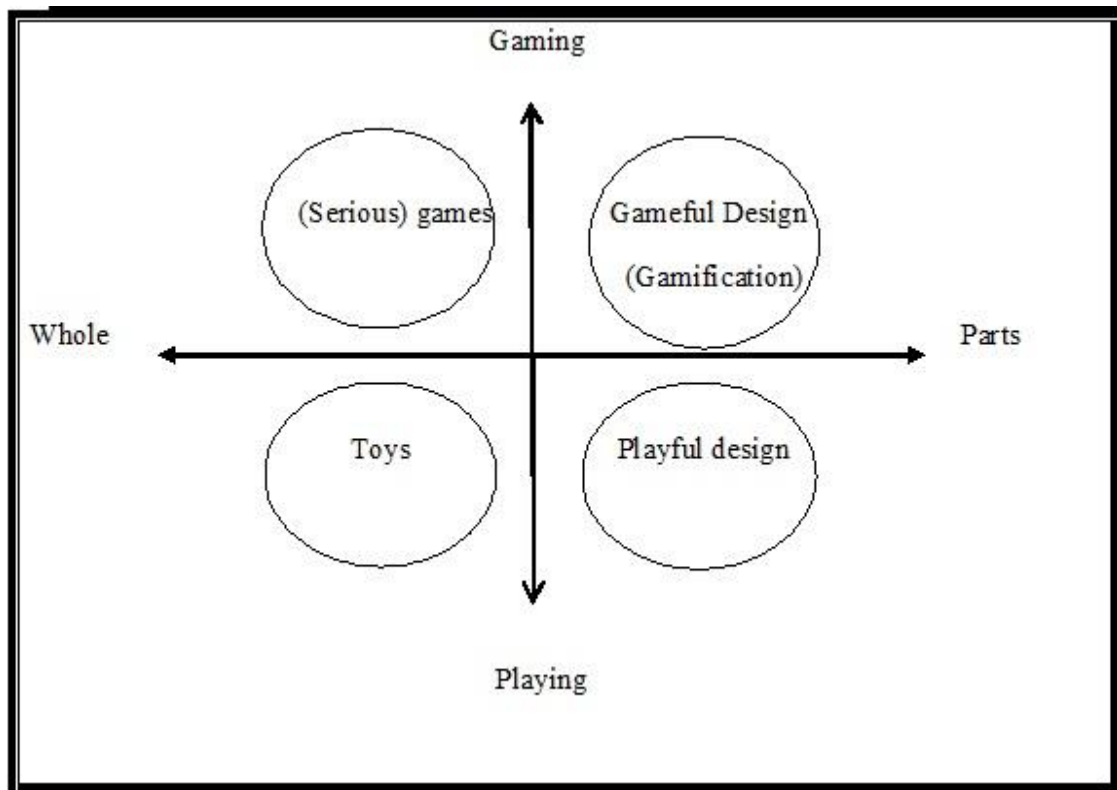 Gaming
(Serious) games
Gameful Design
(Gamification)
Whole
Parts
Toys
Playful design
Playing